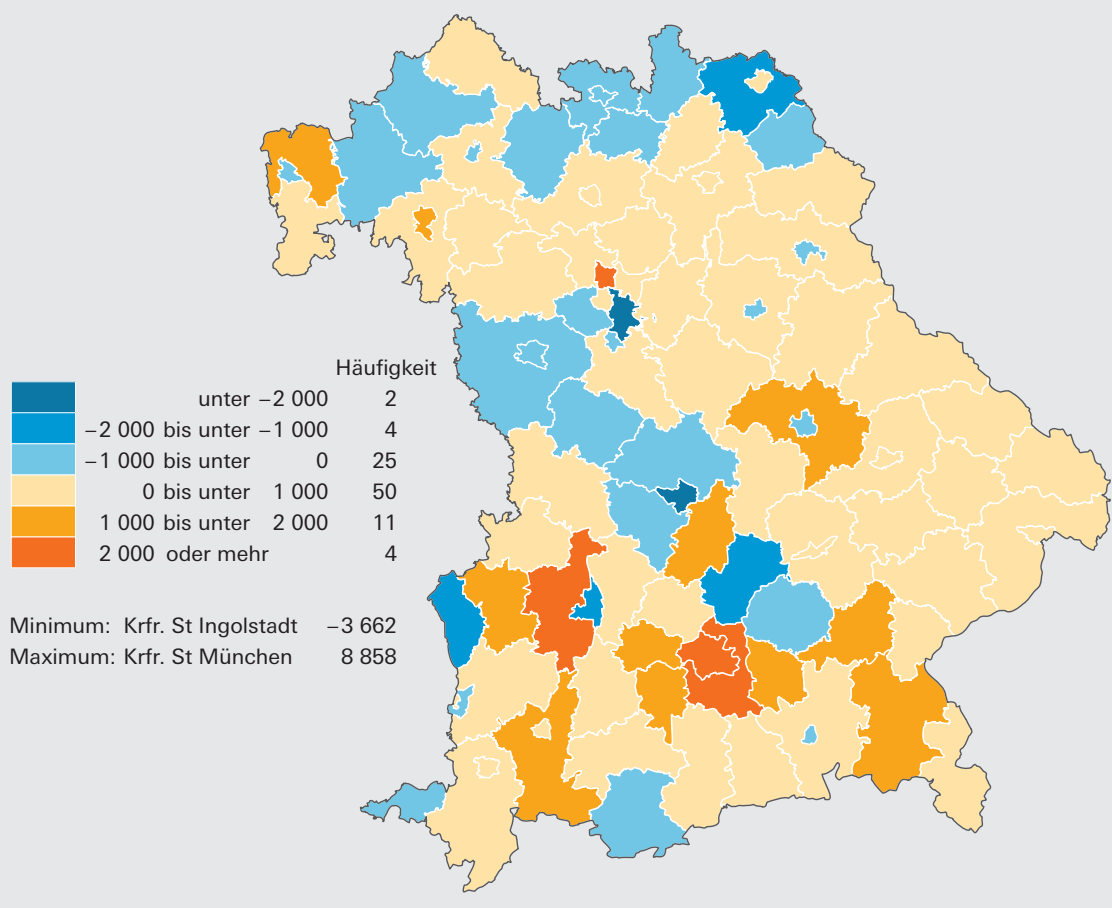 Häufigkeit
unter −2 000 2
−2 000 bis unter −1 000 4
−1 000 bis unter 0 25
0 bis unter 1 000 50
1 000 bis unter 2 000 11
2 000 oder mehr 4
Minimum: Krfr. St Ingolstadt −3 662
Maximum: Krfr. St München 8 858